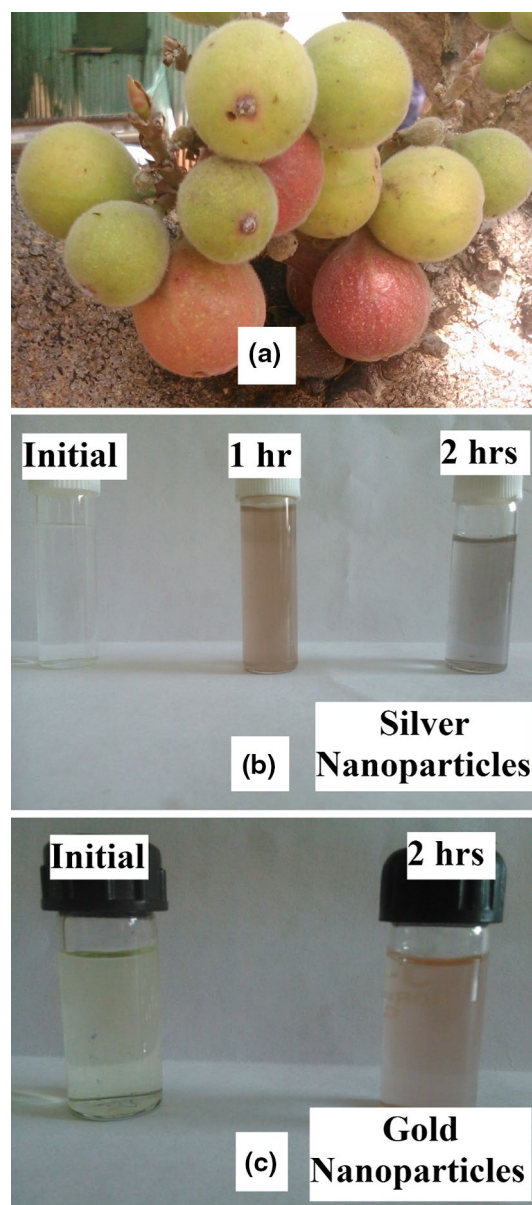 (a)
Initial 1 hr 2 hrs
Silver
Nanoparticles
(b)
Initial 2 hrs
Gold
Nanoparticles
(c)